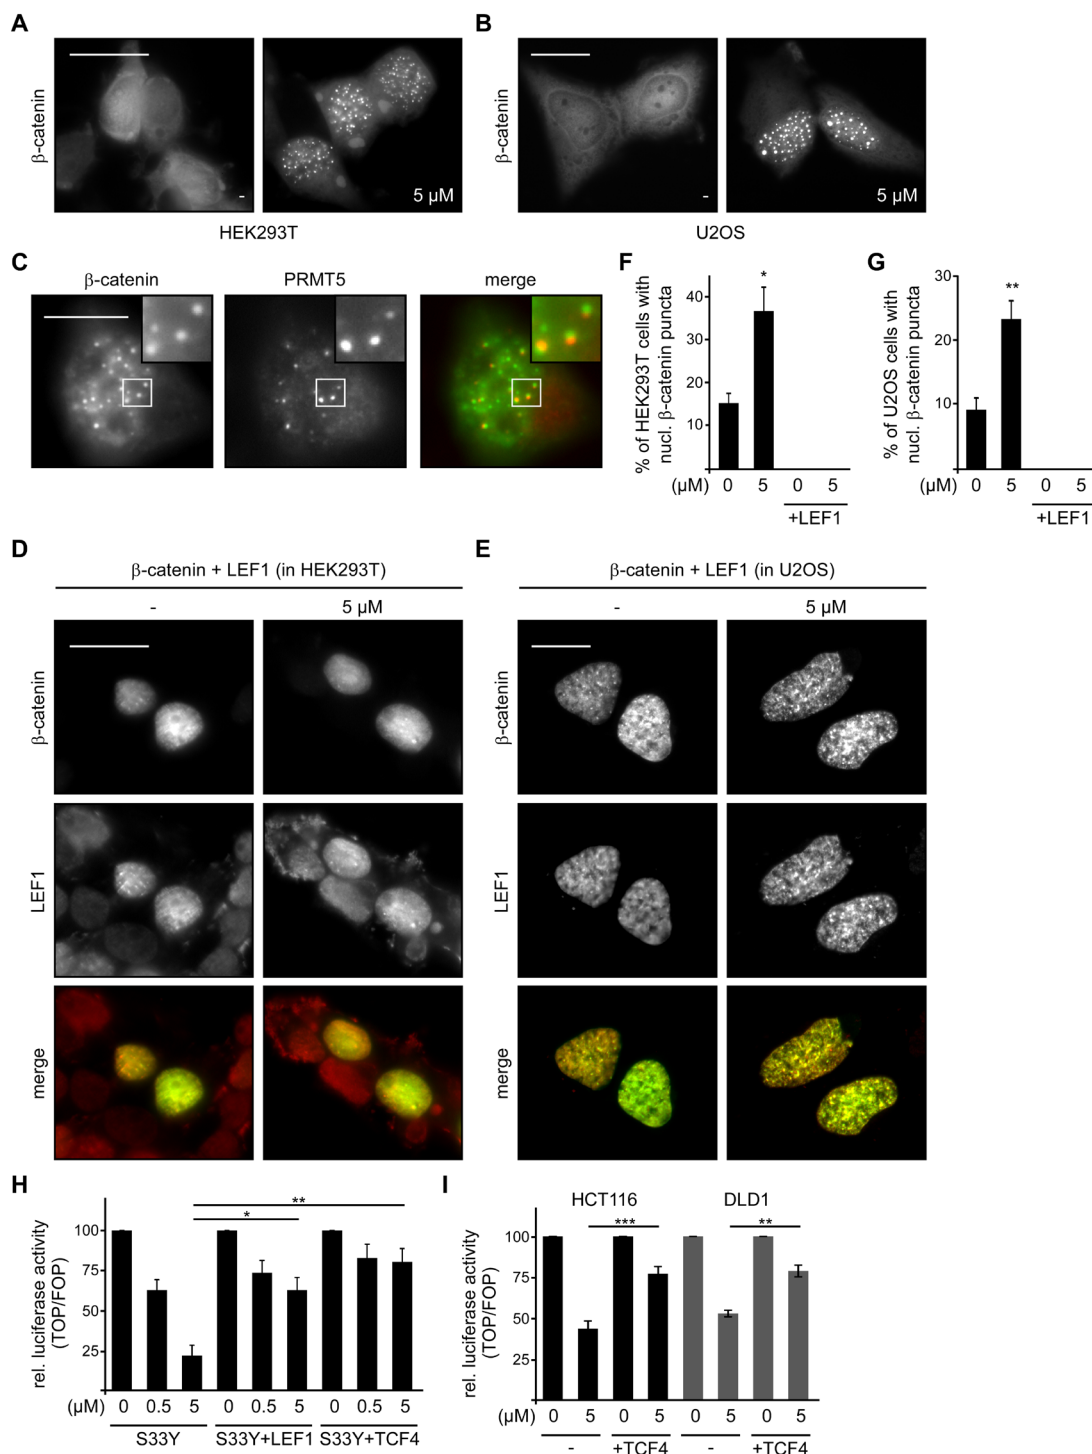 A
B
β-catenin
-
5 µM
β-catenin
-
5 µM
HEK293T
U2OS
C
β-catenin
PRMT5
merge
F
% of HEK293T cells with
nucl. β-catenin puncta
40
30
20
10
*
(µM)
0
5
0
5
+LEF1
G
% of U2OS cells with
nucl. β-catenin puncta
30
20
10
**
(µM)
0
5
0
5
+LEF1
D
β-catenin + LEF1 (in HEK293T)
-
5 µM
β-catenin
LEF1
merge
E
β-catenin + LEF1 (in U2OS)
-
5 µM
β-catenin
LEF1
merge
H
rel. luciferase activity
(TOP/FOP)
100
75
50
25
**
*
(µM)
0 0.5 5 0 0.5 5 0 0.5 5
S33Y S33Y+LEF1 S33Y+TCF4
I
HCT116 DLD1
rel. luciferase activity
(TOP/FOP)
100
75
50
25
*** **
(µM)
0 5 0 5 0 5 0 5
- +TCF4 - +TCF4